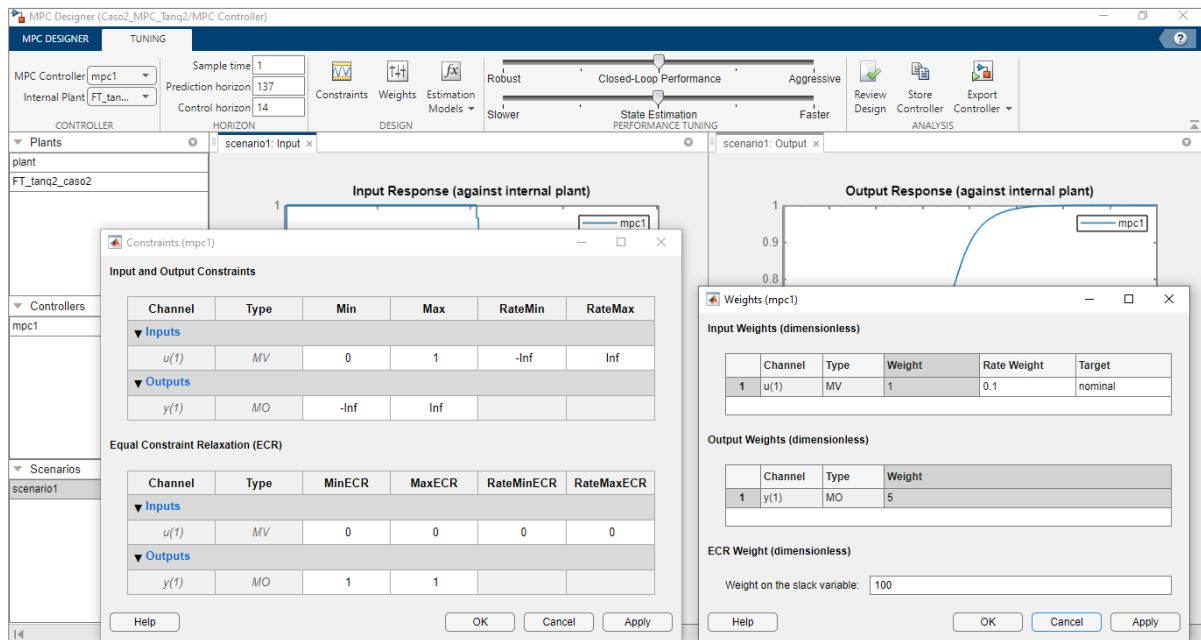 MPC Designer (Caso2_MPC_Tanq2/MPC Controller)
MPC DESIGNER TUNING
MPC Controller mpc1
Internal Plant FT_tan...
CONTROLLER
Sample time 1
Prediction horizon 137
Control horizon 14
HORIZON
Constraints Weights Estimation Models
DESIGN
Robust Closed-Loop Performance Aggressive
Slower State Estimation Faster
PERFORMANCE TUNING
Review Design Store Controller Export Controller
ANALYSIS
?
Plants
plant
FT_tanq2_caso2
Controllers
mpc1
Scenarios
scenario1
scenario1: Input
Input Response (against internal plant)
1
mpc1
scenario1: Output
Output Response (against internal plant)
1
0.9
0.8
mpc1
Constraints (mpc1)
Input and Output Constraints
Channel Type Min Max RateMin RateMax
Inputs
u(1) MV 0 1 -Inf Inf
Outputs
y(1) MO -Inf Inf
Equal Constraint Relaxation (ECR)
Channel Type MinECR MaxECR RateMinECR RateMaxECR
Inputs
u(1) MV 0 0 0 0
Outputs
y(1) MO 1 1
Help OK Cancel Apply
Weights (mpc1)
Input Weights (dimensionless)
Channel Type Weight Rate Weight Target
1 u(1) MV 1 0.1 nominal
Output Weights (dimensionless)
Channel Type Weight
1 y(1) MO 5
ECR Weight (dimensionless)
Weight on the slack variable: 100
Help OK Cancel Apply